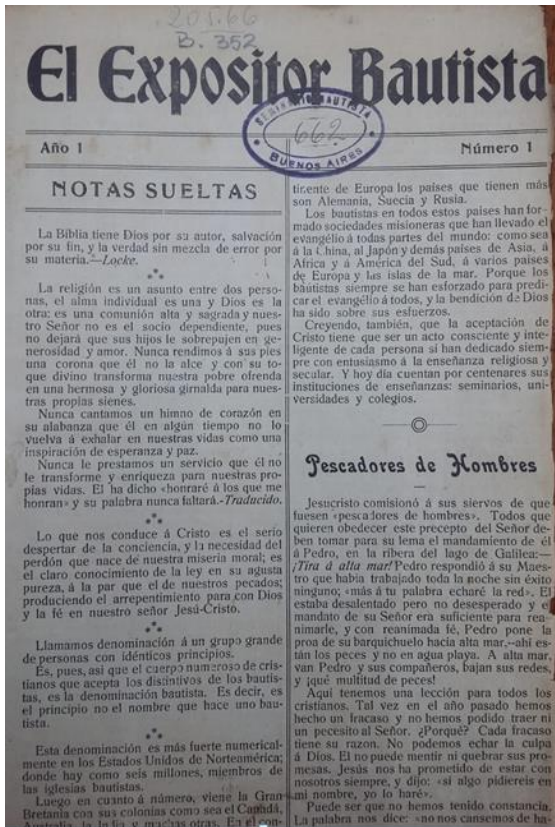 20 I. 66
B. 352
El Expositor Bautista
SEMINARIO BAUTISTA
662
BUENOS AIRES
Año 1
Número 1
NOTAS SUELTAS
La Biblia tiene Dios por su autor, salvación
por su fin, y la verdad sin mezcla de error por
su materia.—Locke.
La religión es un asunto entre dos perso-
nas, el alma individual es una y Dios es la
otra: es una comunión alta y sagrada y nues-
tro Señor no es el socio dependiente, pues
no dejará que sus hijos le sobrepujen en ge-
nerosidad y amor. Nunca rendimos á sus pies
una corona que él no la alce y con su to-
que divino transforma nuestra pobre ofrenda
en una hermosa y gloriosa girnalda para nues-
tras propias sienes.
Nunca cantamos un himno de corazón en
su alabanza que él en algún tiempo no lo
vuelva á exhalar en nuestras vidas como una
inspiración de esperanza y paz.
Nunca le prestamos un servicio que él no
le transforme y enriqueza para nuestras pro-
pias vidas. El ha dicho «honraré á los que me
honran» y su palabra nunca faltará.-Traducido.
Lo que nos conduce á Cristo es el serio
despertar de la conciencia, y la necesidad del
perdón que nace de nuestra miseria moral; es
el claro conocimiento de la ley en su agusta
pureza, á la par que el de nuestros pecados;
produciendo el arrepentimiento para con Dios
y la fé en nuestro señor Jesú-Cristo.
Llamamos denominación á un grupo grande
de personas con idénticos principios.
Es, pues, así que el cuerpo numeroso de cris-
tianos que acepta los distintivos de los bautis-
tas, es la denominación bautista. Es decir, es
el principio no el nombre que hace uno bau-
tista.
Esta denominación es más fuerte numerical-
mente en los Estados Unidos de Norteamérica;
donde hay como seis millones, miembros de
las iglesias bautistas.
Luego en cuanto á número, viene la Gran
Bretania con sus colonias como sea el Canadá,
Australia, la India y muchas otras. En el con-
tinente de Europa los países que tienen más
son Alemania, Suecia y Rusia.
Los bautistas en todos estos países han for-
mado sociedades misioneras que han llevado el
evangélio á todas partes del mundo: como sea
á la China, al Japón y demás países de Asia, á
Africa y á América del Sud, á varios países
de Europa y las islas de la mar. Porque los
baütistas siempre se han esforzado para predi-
car el evangélio á todos, y la bendición de Dios
ha sido sobre sus esfuerzos.
Creyendo, también, que la aceptación de
Cristo tiene que ser un acto consciente y inte-
ligente de cada persona si han dedicado siem-
pre con entusiasmo á la enseñanza religiosa y
secular. Y hoy día cuentan por centenares sus
instituciones de enseñanzas: seminarios, uni-
versidades y colegios.
Pescadores de Hombres
Jesucristo comisionó á sus siervos de que
fuesen «pescadores de hombres». Todos que
quieren obedecer este precepto del Señor de-
ben tomar para su lema el mandamiento de él
á Pedro, en la ribera del lago de Galilea:—
¡Tira á alta mar! Pedro respondió á su Maes-
tro que habia trabajado toda la noche sin éxito
ninguno; «más á tu palabra echaré la red». El
estaba desalentado pero no desesperado y el
mandato de su Señor era suficiente para rea-
nimarle, y con reanimada fé, Pedro pone la
proa de su barquichuelo hacia alta mar,--ahi es-
tán los peces y no en agua playa. A alta mar,
van Pedro y sus compañeros, bajan sus redes,
y ¡qué multitud de peces!
Aqui tenemos una lección para todos los
cristianos. Tal vez en el año pasado hemos
hecho un fracaso y no hemos podido traer ni
un pecesito al Señor. ¿Porqué? Cada fracaso
tiene su razon. No podemos echar la culpa
á Dios. El no puede mentir ni quebrar sus pro-
mesas. Jesús nos ha prometido de estar con
nosotros siempre, y dijo: «si algo pidiereis en
mi nombre, yo lo haré».
Puede ser que no hemos tenido constancia.
La palabra nos dice: «no nos cansemos de ha-